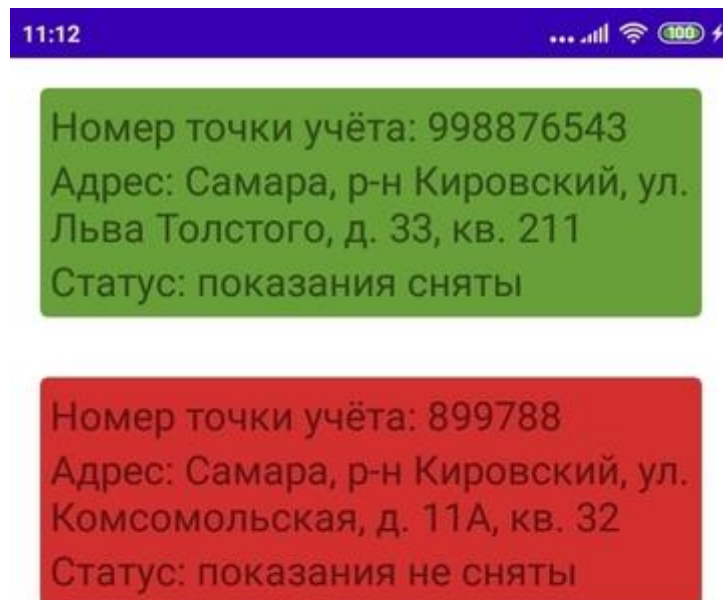 11:12
100
Номер точки учёта: 998876543
Адрес: Самара, р-н Кировский, ул.
Льва Толстого, д. 33, кв. 211
Статус: показания сняты
Номер точки учёта: 899788
Адрес: Самара, р-н Кировский, ул.
Комсомольская, д. 11А, кв. 32
Статус: показания не сняты